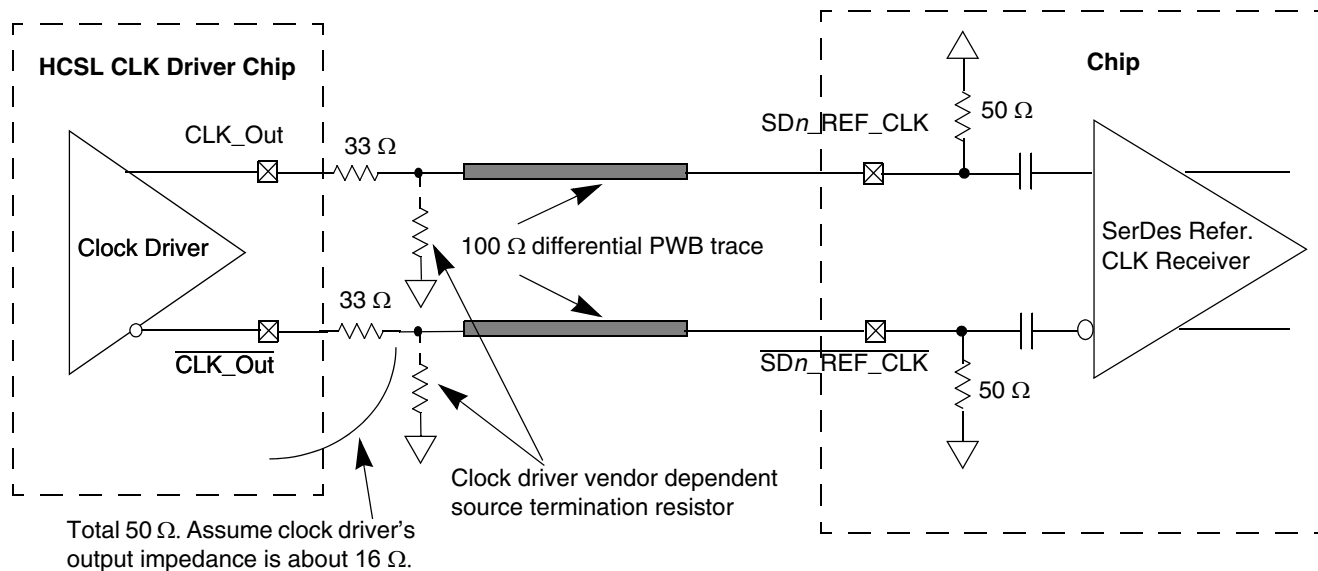 HCSL CLK Driver Chip
Chip
CLK_Out
33 Ω
SDn_REF_CLK
50 Ω
Clock Driver
100 Ω differential PWB trace
SerDes Refer.
CLK Receiver
33 Ω
CLK_Out
SDn_REF_CLK
50 Ω
Clock driver vendor dependent
source termination resistor
Total 50 Ω. Assume clock driver's
output impedance is about 16 Ω.